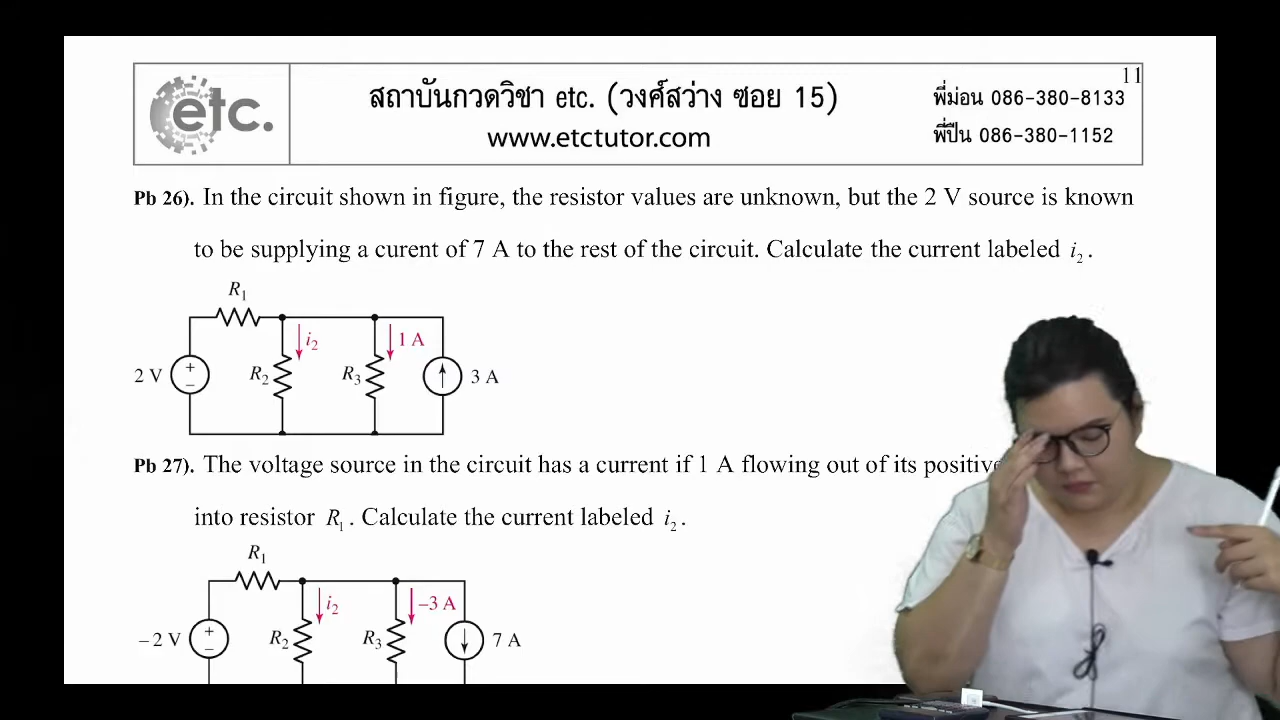 11
etc.
สถาบันกวดวิชา etc. (วงศ์สว่าง ซอย 15)
www.etctutor.com
พี่ม่อน 086-380-8133
พี่ปืน 086-380-1152
Pb 26). In the circuit shown in figure, the resistor values are unknown, but the 2 V source is known
to be supplying a curent of 7 A to the rest of the circuit. Calculate the current labeled i₂.
R₁
i₂
1 A
2 V
+
−
R₂
R₃
3 A
Pb 27). The voltage source in the circuit has a current if 1 A flowing out of its positive
into resistor R₁. Calculate the current labeled i₂.
R₁
i₂
−3 A
−2 V
+
−
R₂
R₃
7 A